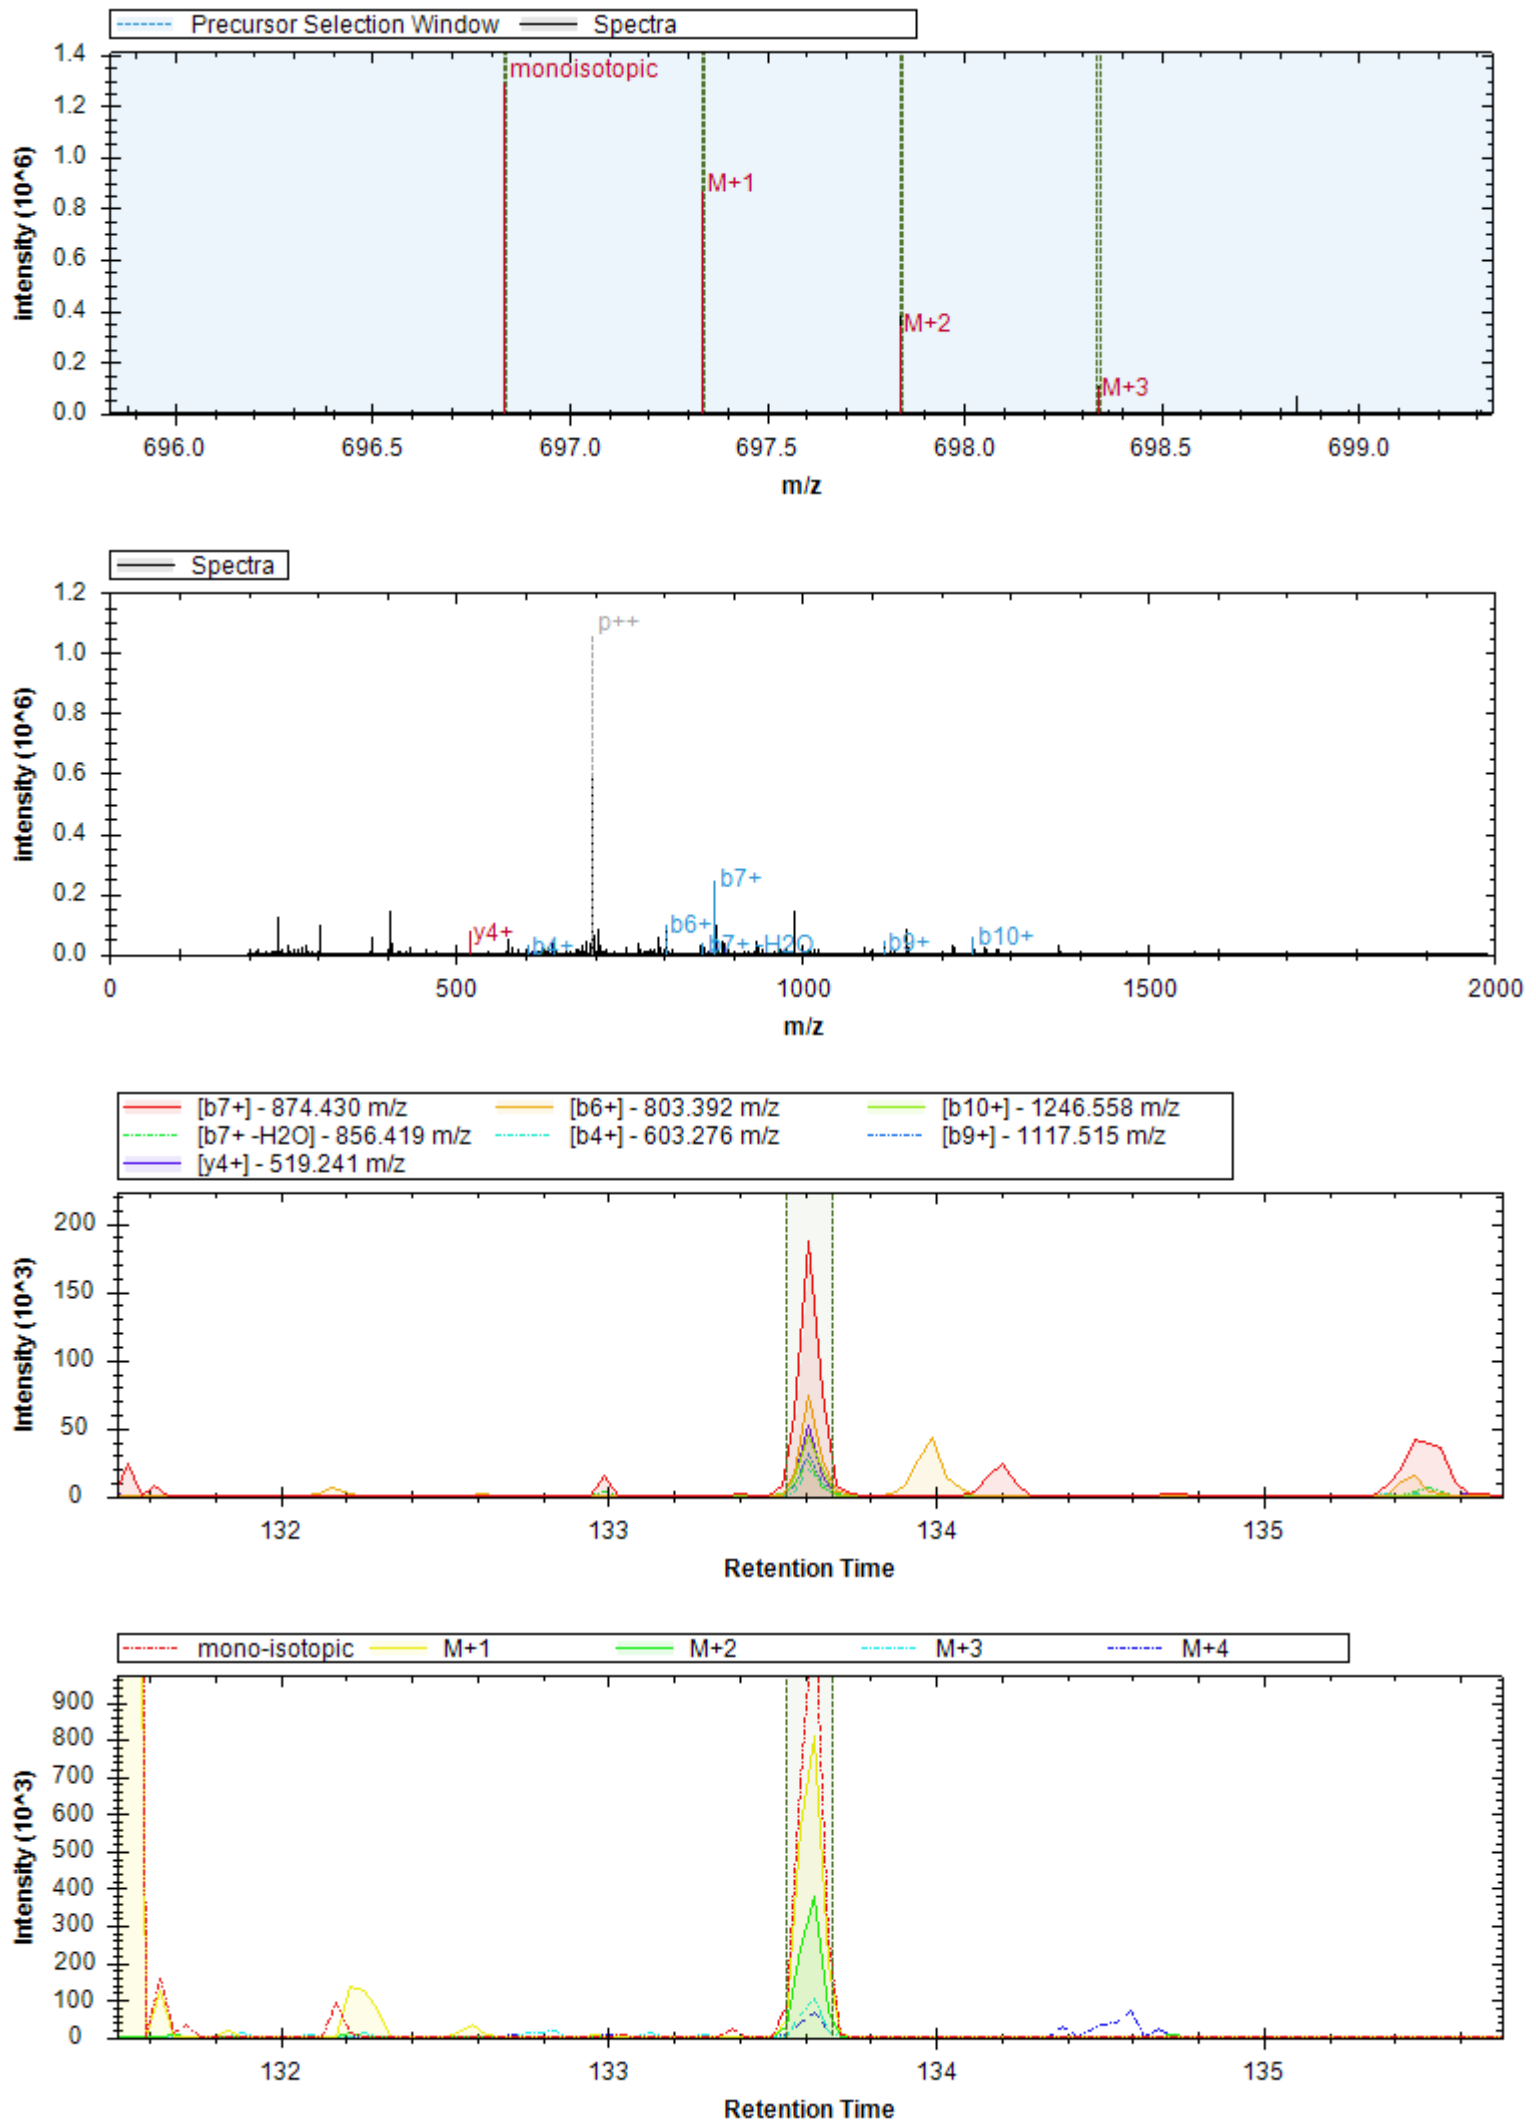 Precursor Selection Window Spectra
1.4
monoisotopic
1.2
1.0
M+1
0.8
0.6
0.4
M+2
0.2
M+3
0.0
intensity (10^6)
696.0 696.5 697.0 697.5 698.0 698.5 699.0
m/z
Spectra
1.2
p++
1.0
0.8
0.6
0.4
b7+
0.2
y4+ b4+ b6+ b7+ -H2O b9+ b10+
0.0
intensity (10^6)
0 500 1000 1500 2000
m/z
[b7+] - 874.430 m/z [b6+] - 803.392 m/z [b10+] - 1246.558 m/z
[b7+ -H2O] - 856.419 m/z [b4+] - 603.276 m/z [b9+] - 1117.515 m/z
[y4+] - 519.241 m/z
200
150
100
50
0
Intensity (10^3)
132 133 134 135
Retention Time
mono-isotopic M+1 M+2 M+3 M+4
900
800
700
600
500
400
300
200
100
0
Intensity (10^3)
132 133 134 135
Retention Time